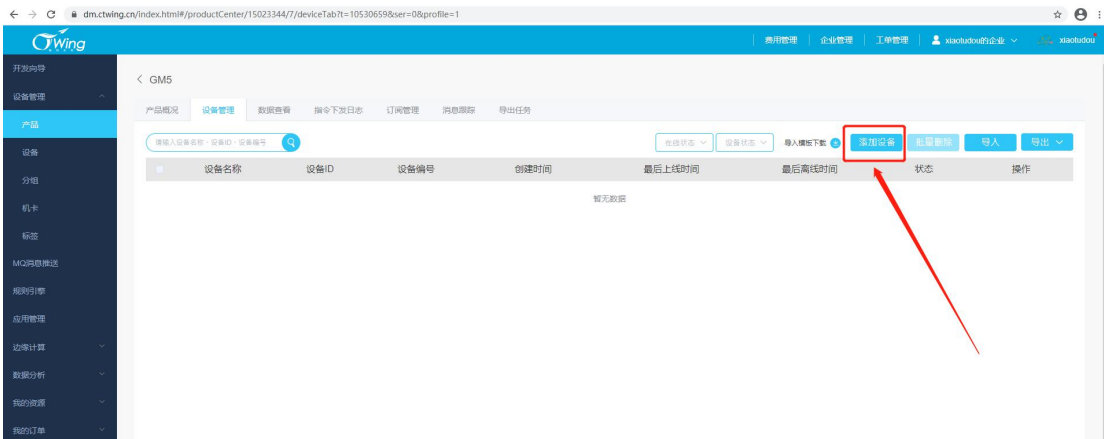 dm.ctwing.cn/index.html#/productCenter/15023344/7/deviceTab?t=10530659&ser=0&profile=1
CTWing 费用管理 企业管理 工单管理 xiaotudou的企业 xiaotudou
开发向导
设备管理
产品
设备
分组
机卡
标签
MQ消息推送
规则引擎
应用管理
边缘计算
数据分析
我的资源
我的订单
< GM5
产品概况 设备管理 数据查看 指令下发日志 订阅管理 消息跟踪 导出任务
请输入设备名称、设备ID、设备编号 在线状态 设备状态 导入模板下载 添加设备 批量删除 导入 导出
设备名称 设备ID 设备编号 创建时间 最后上线时间 最后离线时间 状态 操作
暂无数据